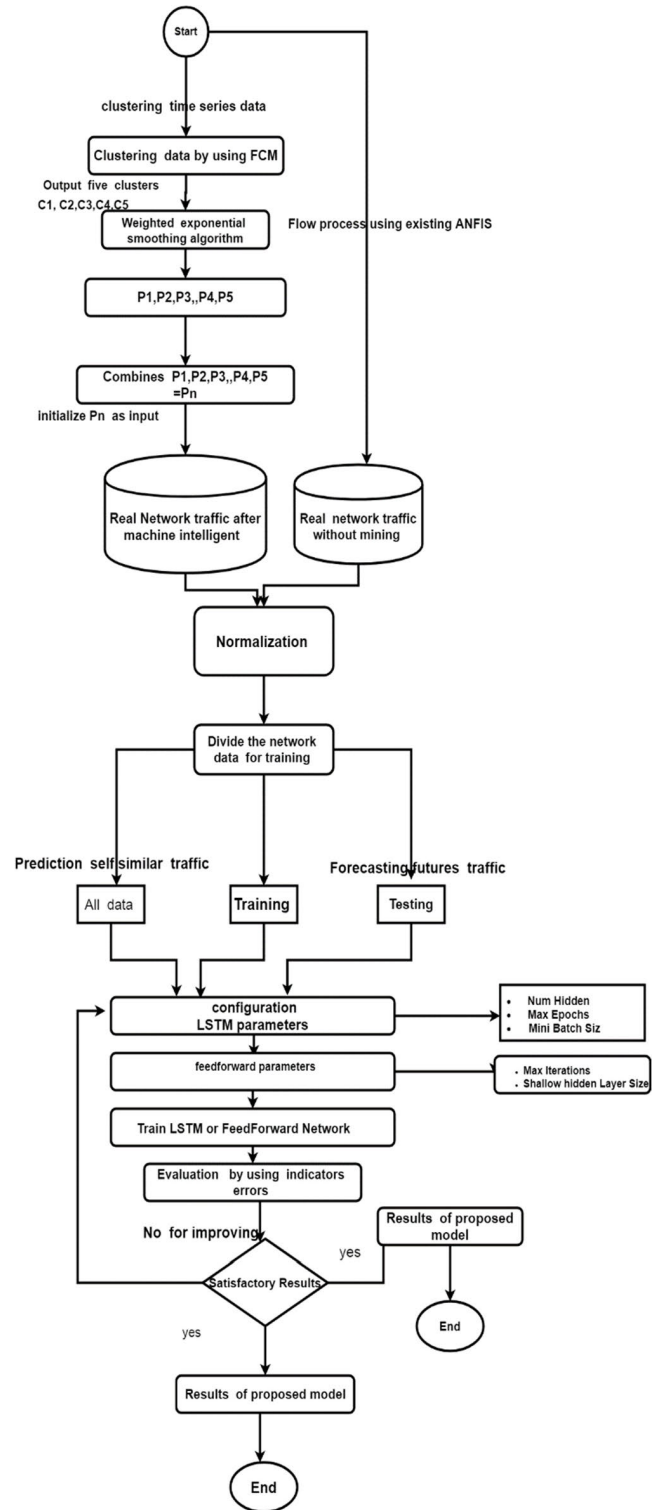 Start
clustering time series data
Clustering data by using FCM
Output five clusters
C1, C2,C3,C4,C5
Weighted exponential
smoothing algorithm
Flow process using existing ANFIS
P1,P2,P3,,P4,P5
Combines P1,P2,P3,,P4,P5
=Pn
initialize Pn as input
Real Network traffic after
machine intelligent
Real network traffic
without mining
Normalization
Divide the network
data for training
Prediction self similar traffic
Forecasting futures traffic
All data
Training
Testing
configuration
LSTM parameters
• Num Hidden
• Max Epochs
• Mini Batch Siz
feedforward parameters
• Max Iterations
• Shallow hidden Layer Size
Train LSTM or FeedForward Network
Evaluation by using indicators
errors
No for improving
Results of proposed
model
yes
Satisfactory Results
End
yes
Results of proposed model
End